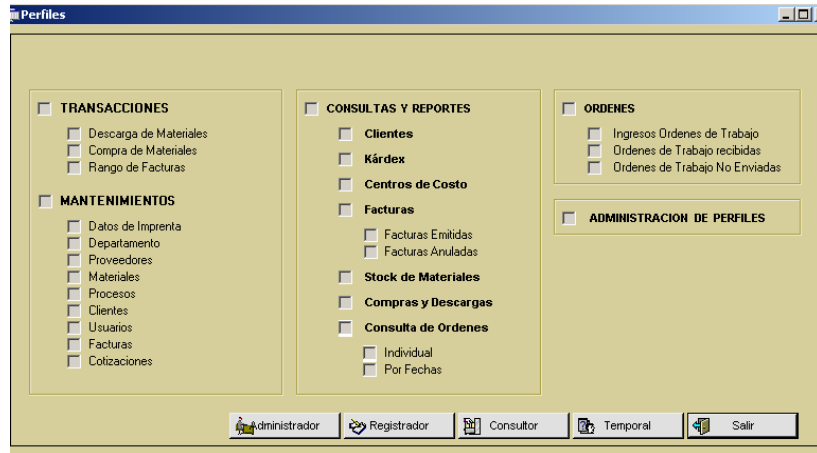 Perfiles
TRANSACCIONES
Descarga de Materiales
Compra de Materiales
Rango de Facturas
MANTENIMIENTOS
Datos de Imprenta
Departamento
Proveedores
Materiales
Procesos
Clientes
Usuarios
Facturas
Cotizaciones
CONSULTAS Y REPORTES
Clientes
Kárdex
Centros de Costo
Facturas
Facturas Emitidas
Facturas Anuladas
Stock de Materiales
Compras y Descargas
Consulta de Ordenes
Individual
Por Fechas
ORDENES
Ingresos Ordenes de Trabajo
Ordenes de Trabajo recibidas
Ordenes de Trabajo No Enviadas
ADMINISTRACION DE PERFILES
Administrador
Registrador
Consultor
Temporal
Salir